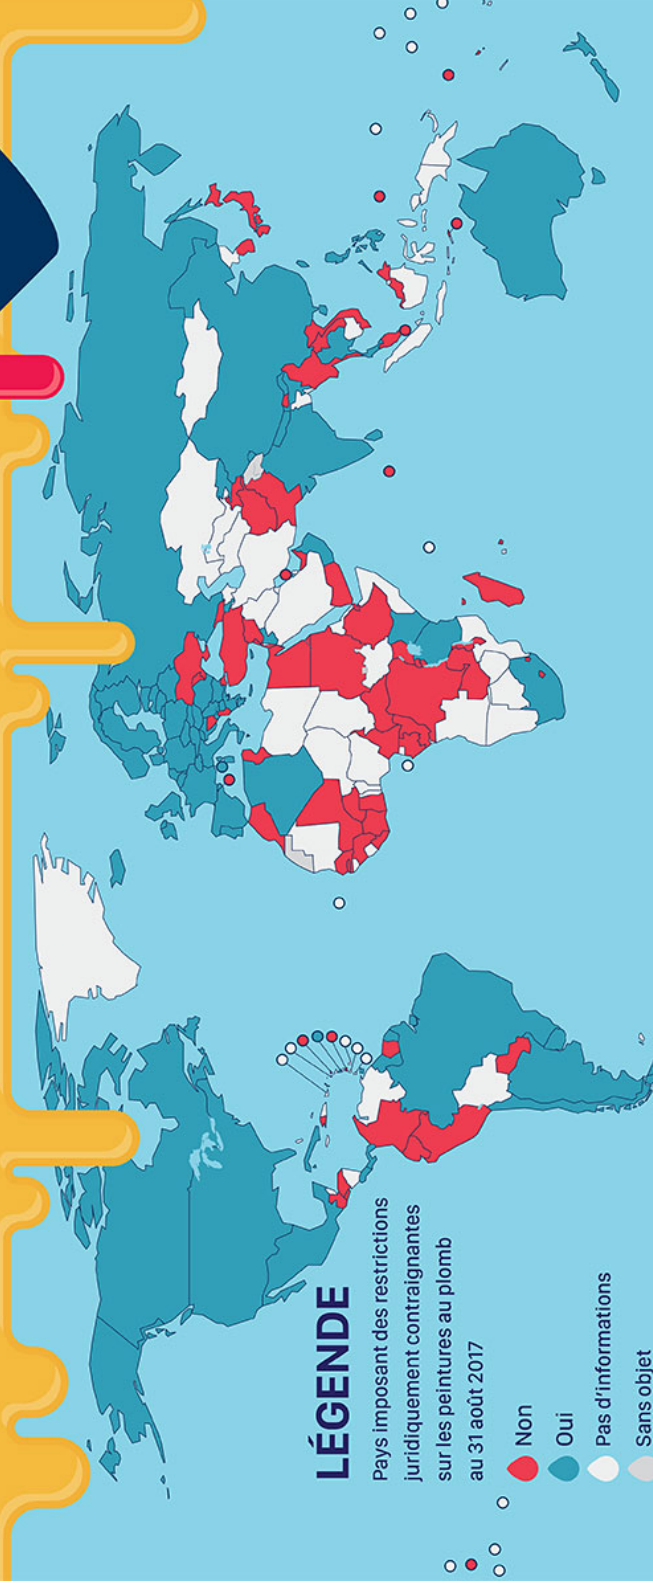 LÉGENDE
Pays imposant des restrictions
juridiquement contraignantes
sur les peintures au plomb
au 31 août 2017
Non
Oui
Pas d'informations
Sans objet